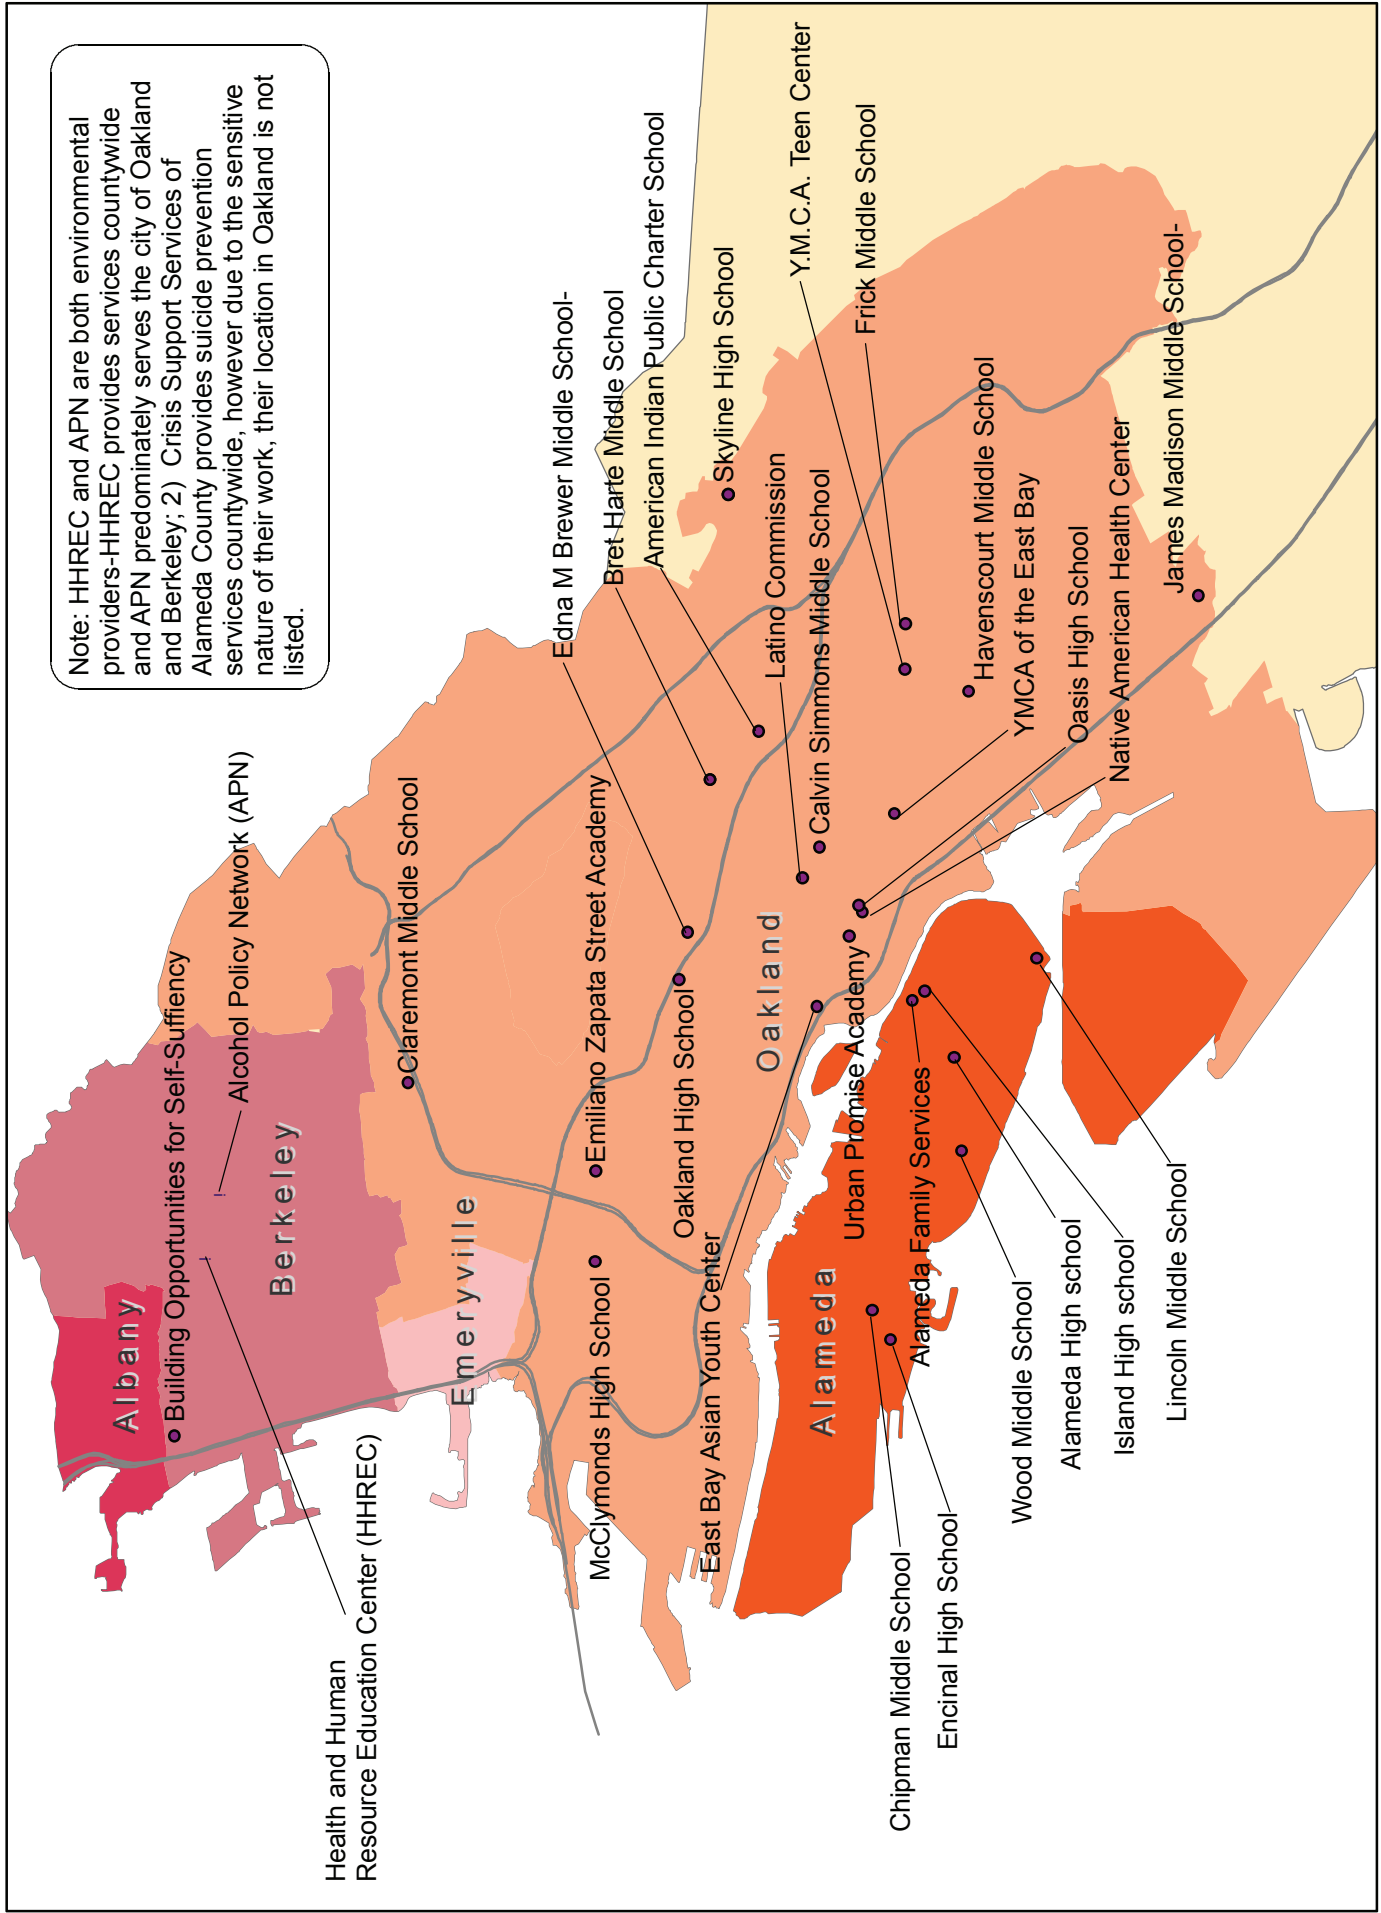 Note: HHREC and APN are both environmental
providers-HHREC provides services countywide
and APN predominately serves the city of Oakland
and Berkeley; 2) Crisis Support Services of
Alameda County provides suicide prevention
services countywide, however due to the sensitive
nature of their work, their location in Oakland is not
listed.
Albany
Building Opportunities for Self-Suffiency
Alcohol Policy Network (APN)
Berkeley
Health and Human
Resource Education Center (HHREC)
Claremont Middle School
Emeryville
Edna M Brewer Middle School-
Emiliano Zapata Street Academy
McClymonds High School
Bret Harte Middle School
American Indian Public Charter School
Oakland High School
East Bay Asian Youth Center
Skyline High School
Oakland
Latino Commission
Calvin Simmons Middle School
Y.M.C.A. Teen Center
Frick Middle School
Alameda
Urban Promise Academy
Alameda Family Services
Chipman Middle School
Encinal High School
Havenscourt Middle School
YMCA of the East Bay
Oasis High School
Native American Health Center
Wood Middle School
Alameda High school
Island High school
Lincoln Middle School
James Madison Middle School-